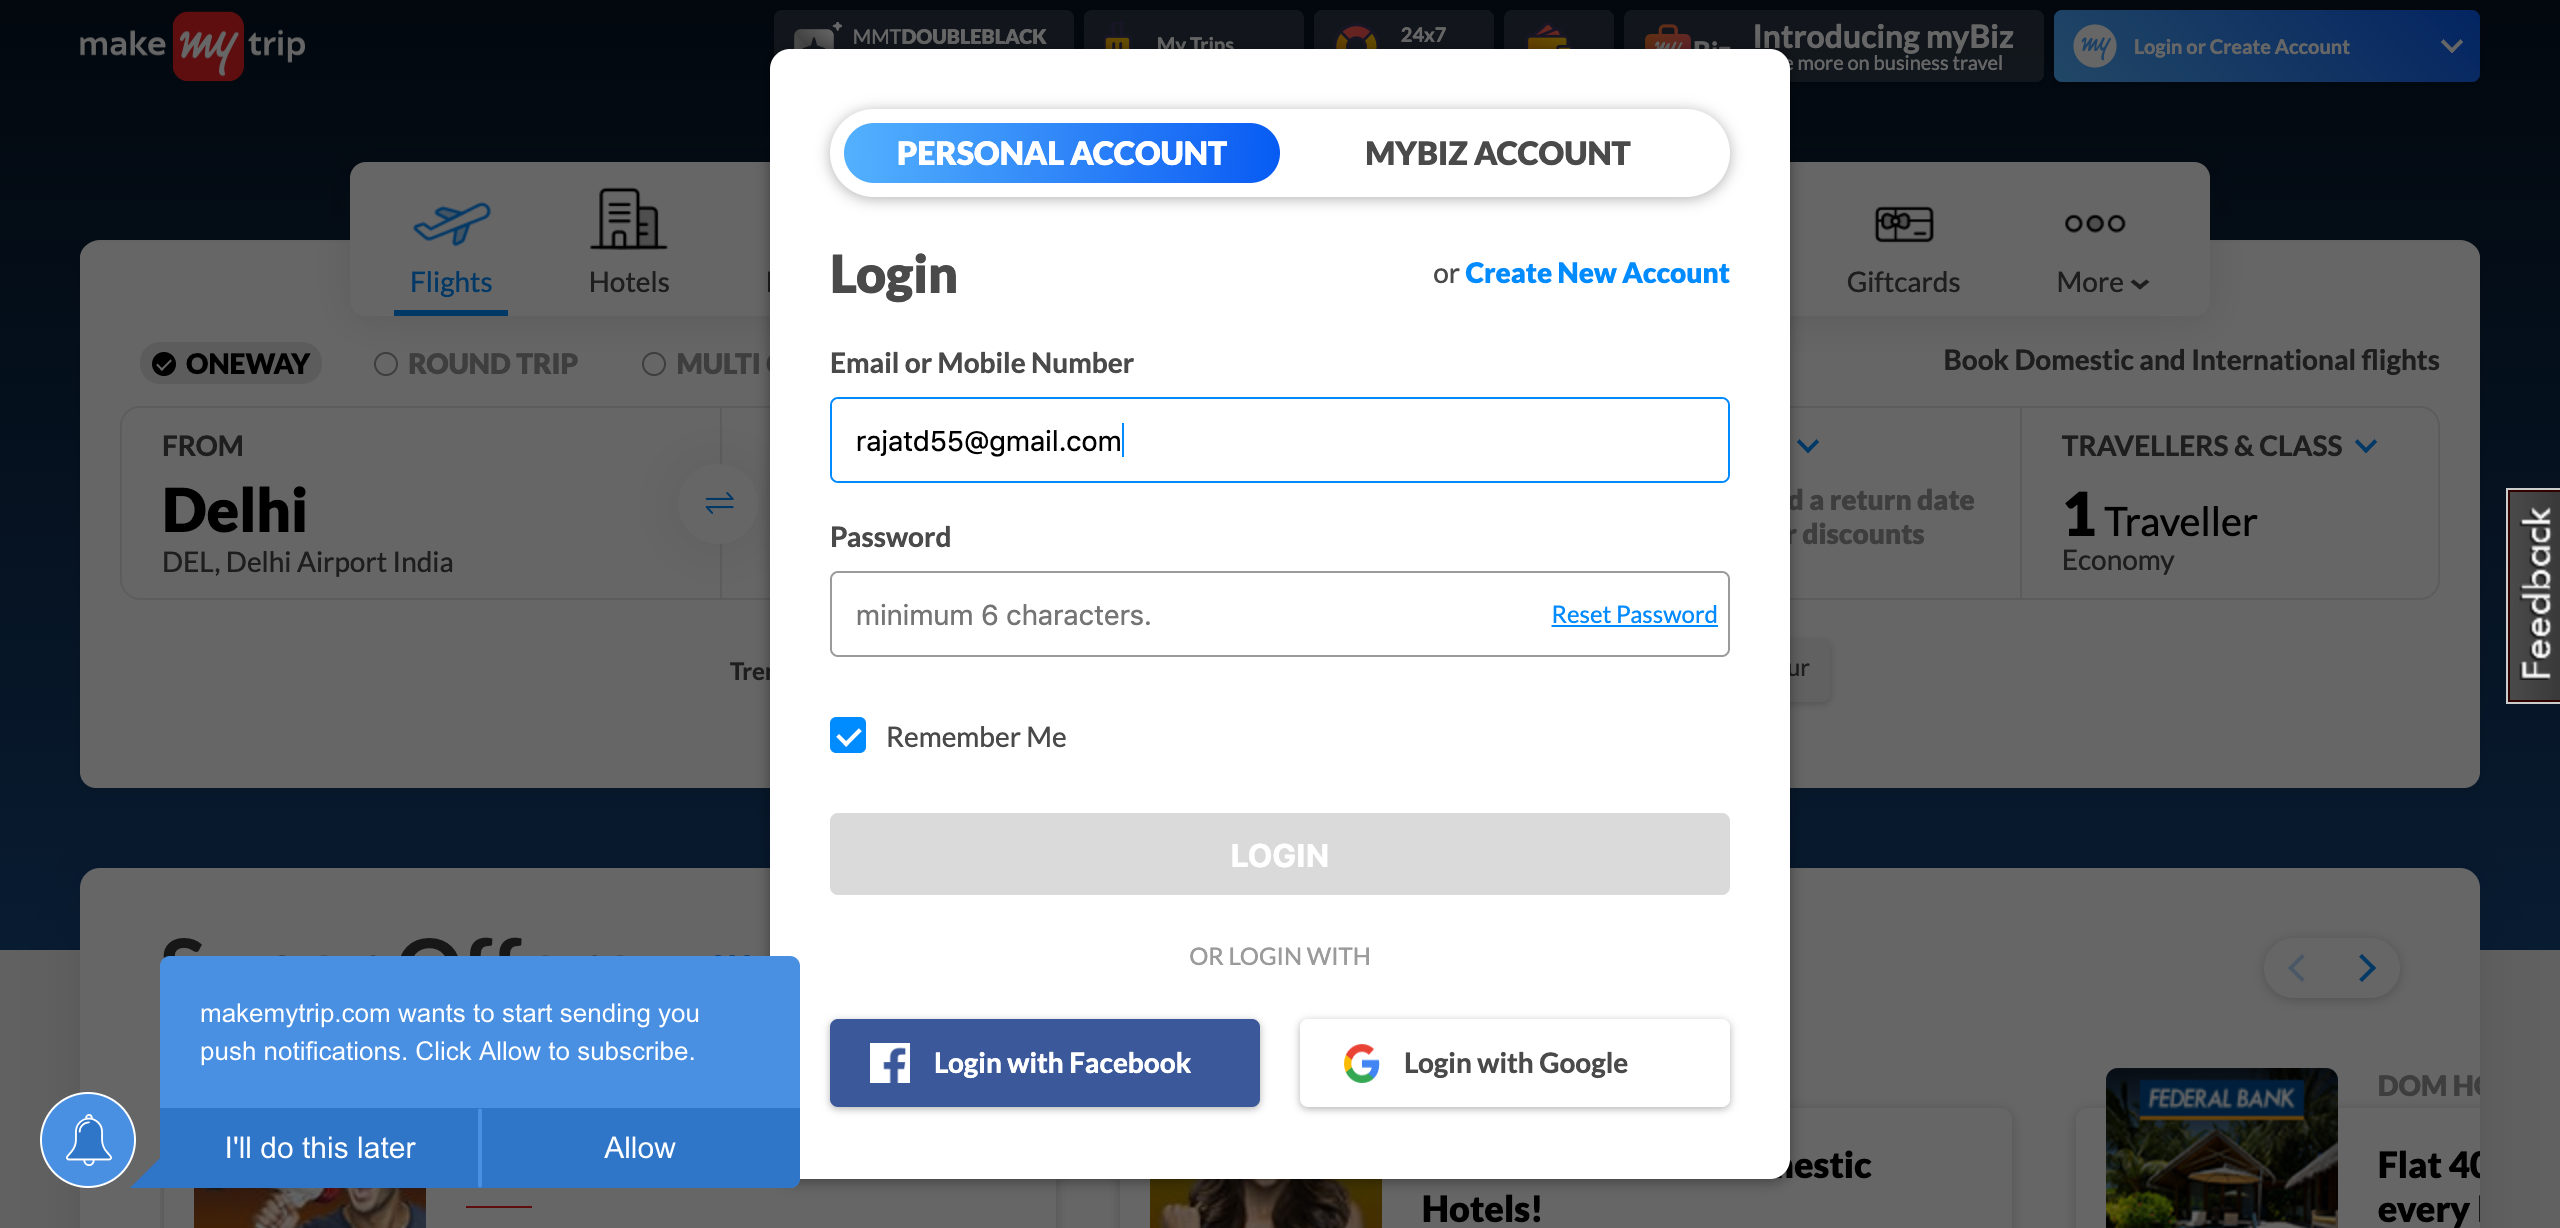 make my trip
MMTDOUBLEBLACK
My Trips
24x7
Introducing myBiz
more on business travel
my Login or Create Account
PERSONAL ACCOUNT
MYBIZ ACCOUNT
Flights
Hotels
Giftcards
More
Login
or Create New Account
ONEWAY
ROUND TRIP
MULTI
Book Domestic and International flights
Email or Mobile Number
rajatd55@gmail.com
FROM
Delhi
DEL, Delhi Airport India
a return date
discounts
TRAVELLERS & CLASS
1 Traveller
Economy
Password
minimum 6 characters.
Reset Password
Feedback
Remember Me
LOGIN
OR LOGIN WITH
Login with Facebook
Login with Google
makemytrip.com wants to start sending you
push notifications. Click Allow to subscribe.
I'll do this later
Allow
FEDERAL BANK
DOM
Hotels!
Flat
every